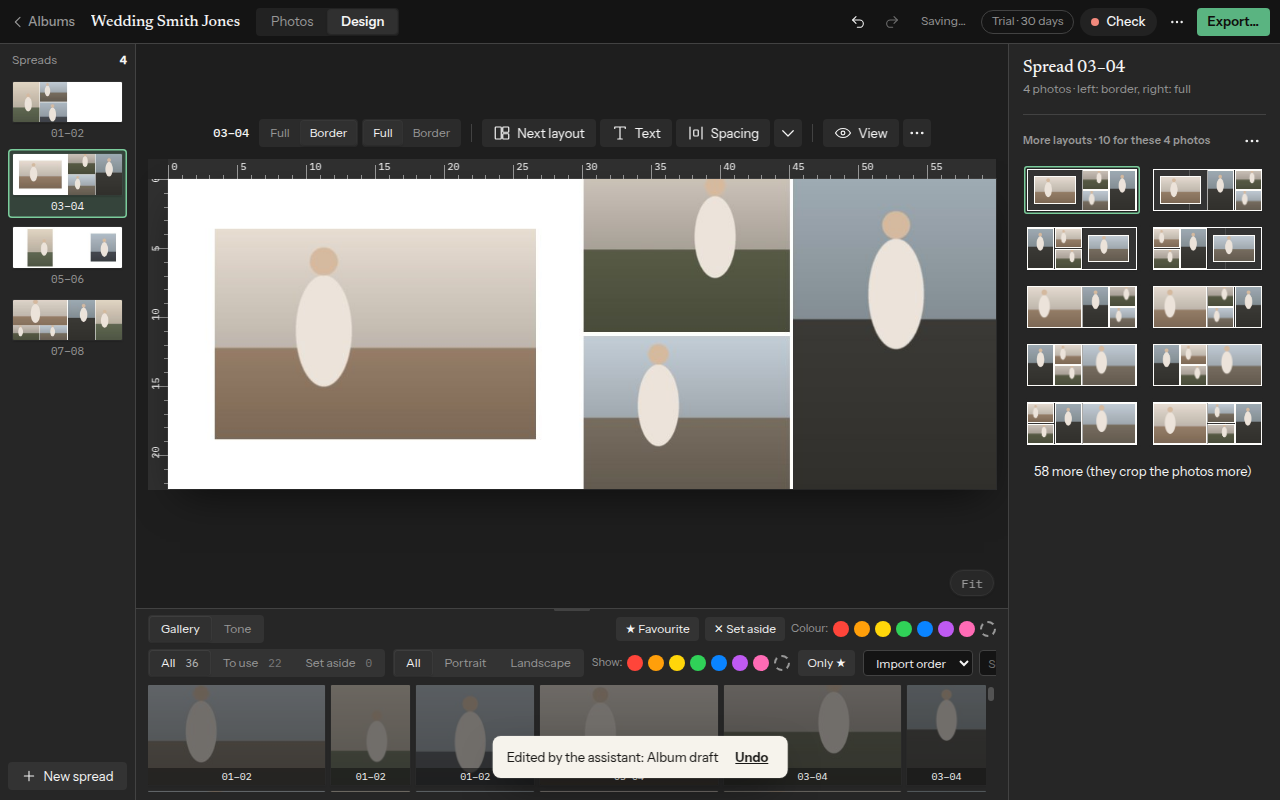 Albums
Wedding Smith Jones
Photos
Design
Saving…
Trial · 30 days
Check
Export…
Spreads
4
01–02
03–04
05–06
07–08
New spread
03–04
Full
Border
Full
Border
Next layout
Text
Spacing
View
0 5 10 15 20 25 30 35 40 45 50 55
5
10
15
20
Fit
Gallery
Tone
★ Favourite
✕ Set aside
Colour:
All 36
To use 22
Set aside 0
All
Portrait
Landscape
Show:
Only ★
Import order
01–02
01–02
01–02
03–04
03–04
Edited by the assistant: Album draft
Undo
Spread 03–04
4 photos · left: border, right: full
More layouts · 10 for these 4 photos
58 more (they crop the photos more)